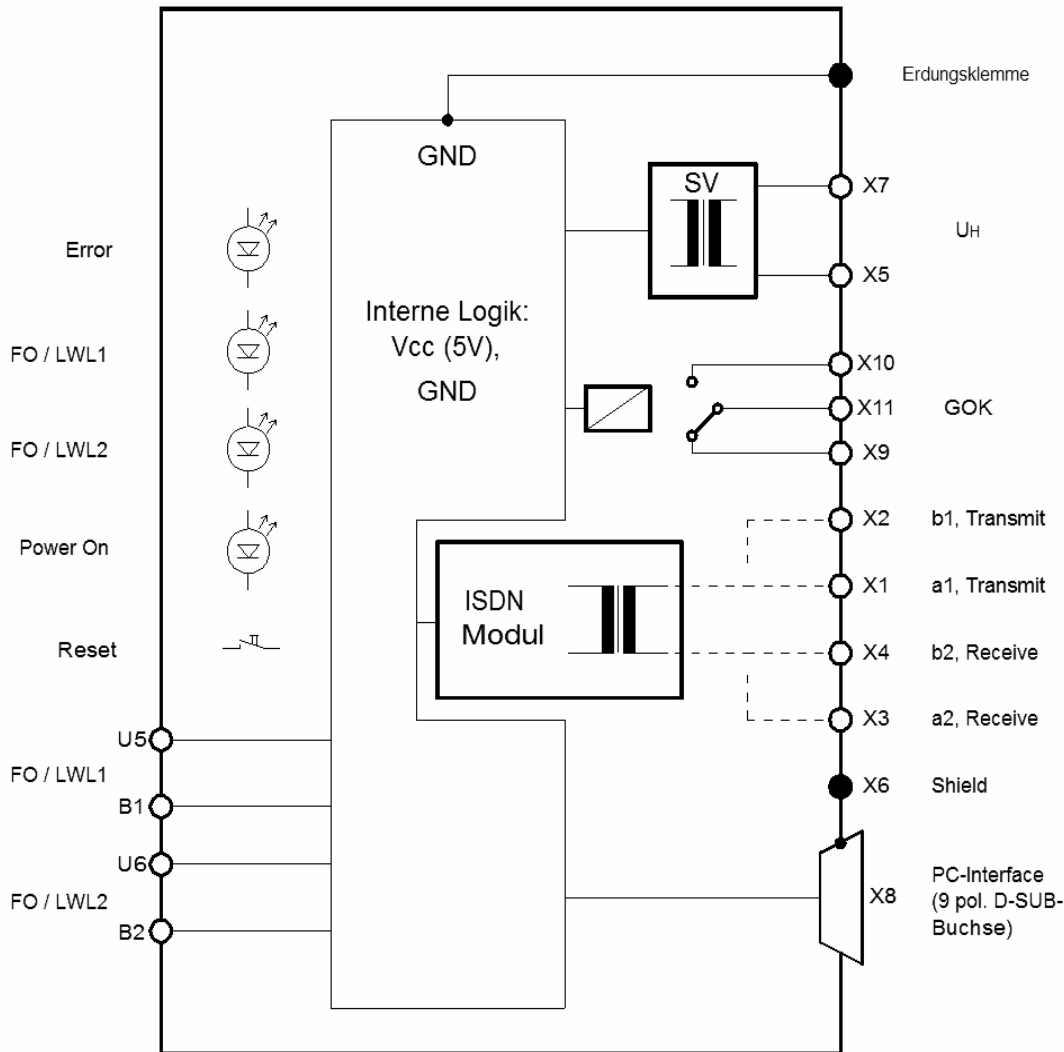 Erdungsklemme
GND
SV
X7
UH
X5
Error
FO / LWL1
FO / LWL2
Power On
Reset
Interne Logik:
Vcc (5V),
GND
X10
X11
GOK
X9
X2
b1, Transmit
X1
a1, Transmit
ISDN
Modul
X4
b2, Receive
X3
a2, Receive
X6
Shield
U5
FO / LWL1
B1
U6
FO / LWL2
B2
X8
PC-Interface
(9 pol. D-SUB-
Buchse)